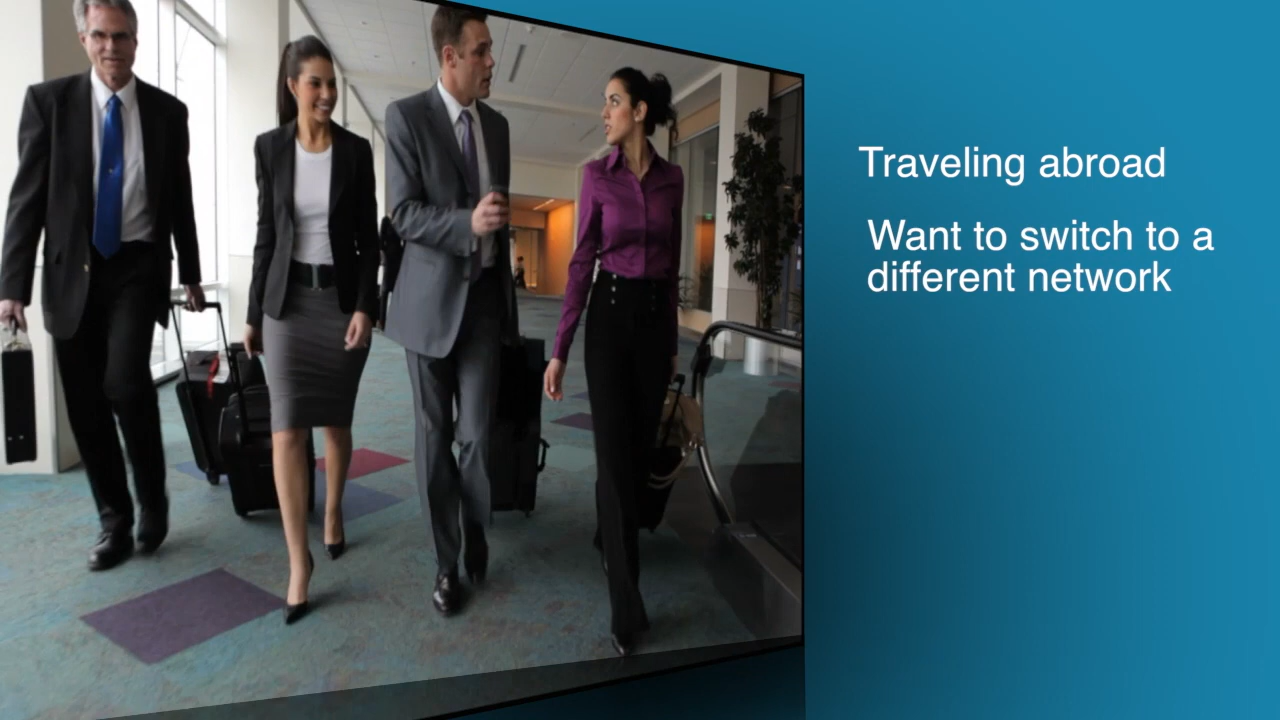 Traveling abroad
Want to switch to a
different network